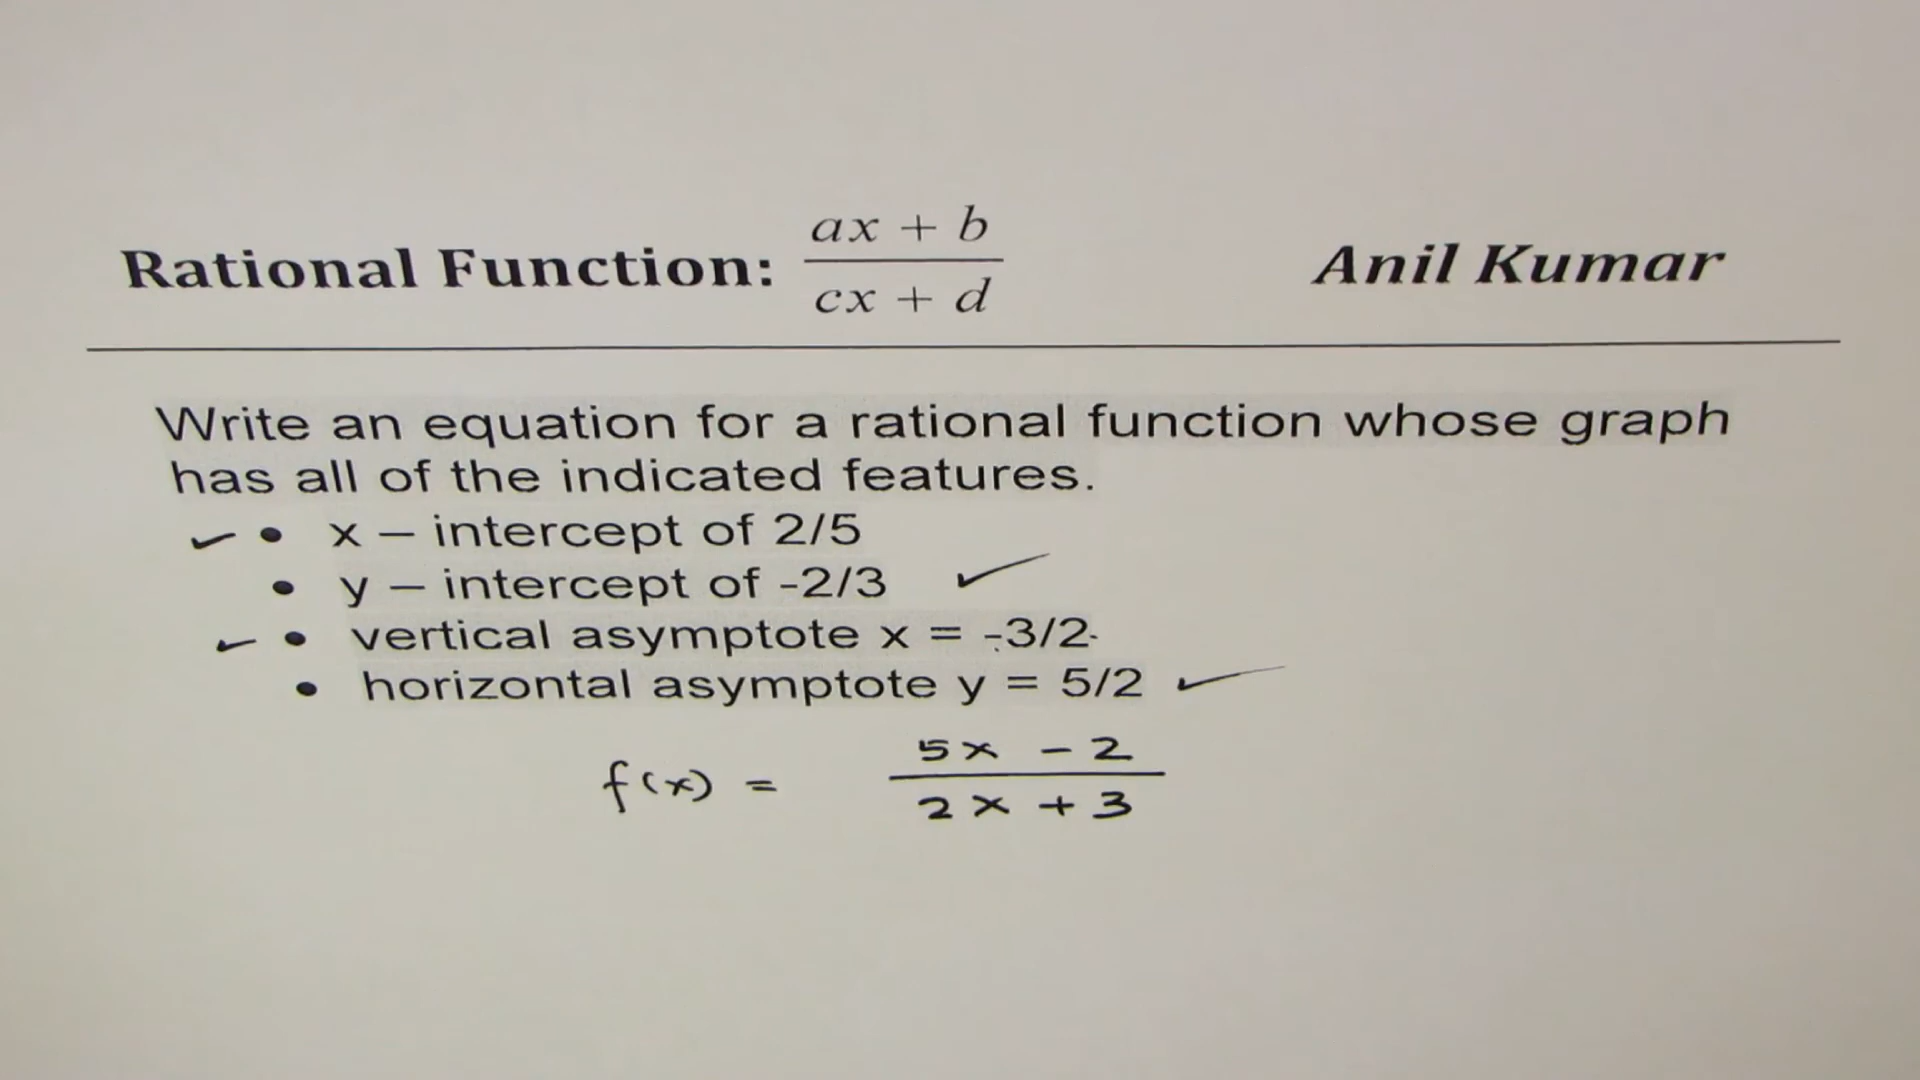 Rational Function: ax + b / cx + d Anil Kumar
Write an equation for a rational function whose graph
has all of the indicated features.
✓ • x – intercept of 2/5
• y – intercept of -2/3 ✓
✓ • vertical asymptote x = -3/2
• horizontal asymptote y = 5/2 ✓
f(x) = 5x - 2 / 2x + 3